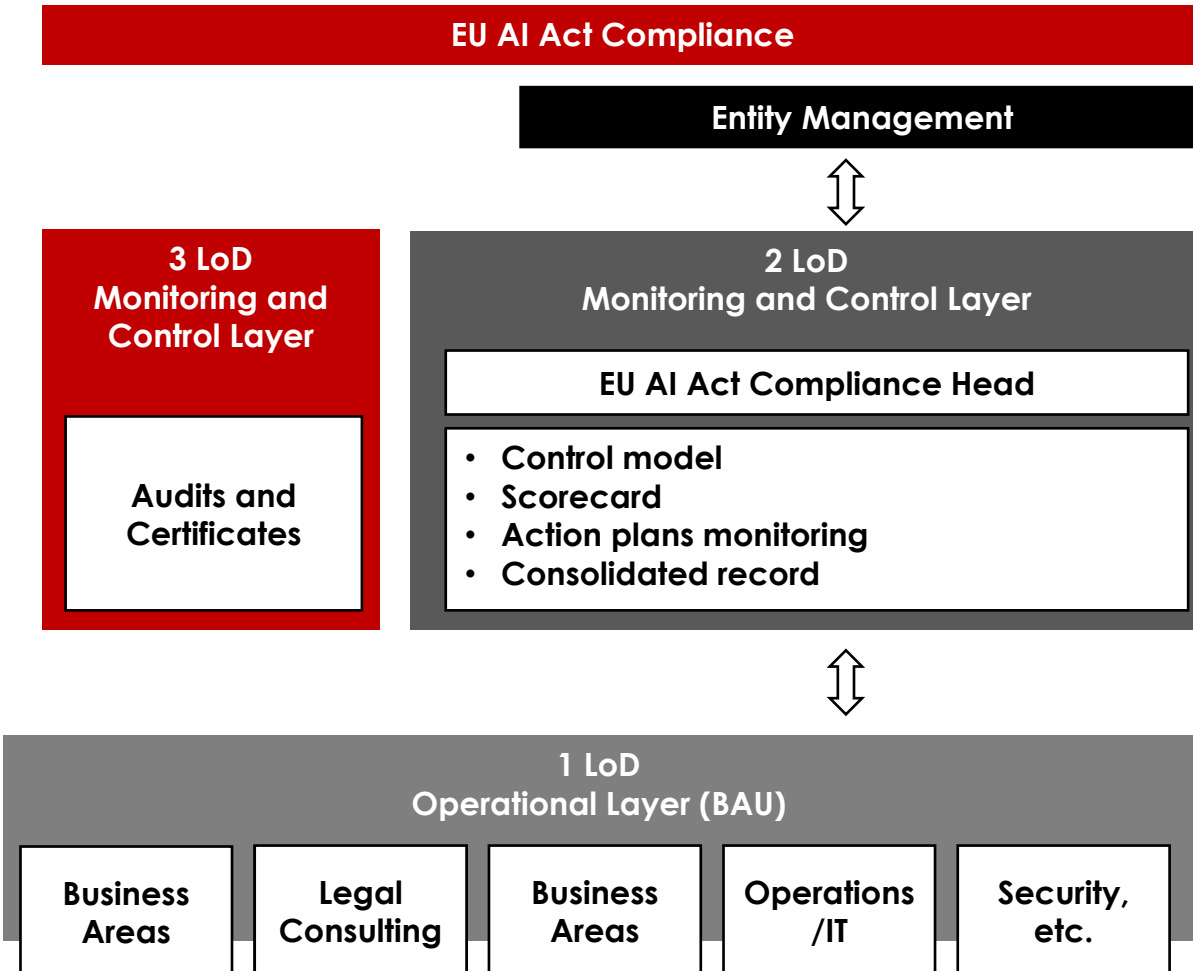 EU AI Act Compliance
Entity Management
3 LoD
Monitoring and
Control Layer
Audits and
Certificates
2 LoD
Monitoring and Control Layer
EU AI Act Compliance Head
• Control model
• Scorecard
• Action plans monitoring
• Consolidated record
1 LoD
Operational Layer (BAU)
Business
Areas
Legal
Consulting
Business
Areas
Operations
/IT
Security,
etc.